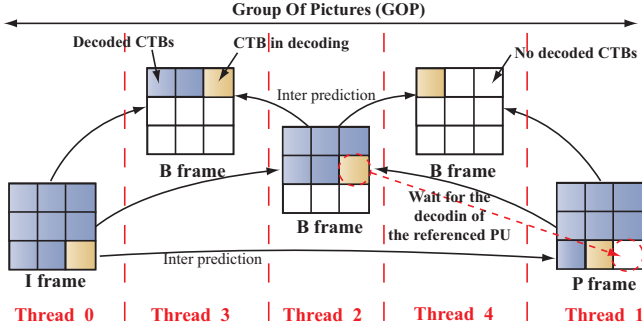 Group Of Pictures (GOP)
Decoded CTBs
CTB in decoding
No decoded CTBs
Inter prediction
B frame
B frame
B frame
Wait for the
decodin of
the referenced PU
Inter prediction
I frame
P frame
Thread 0
Thread 3
Thread 2
Thread 4
Thread 1